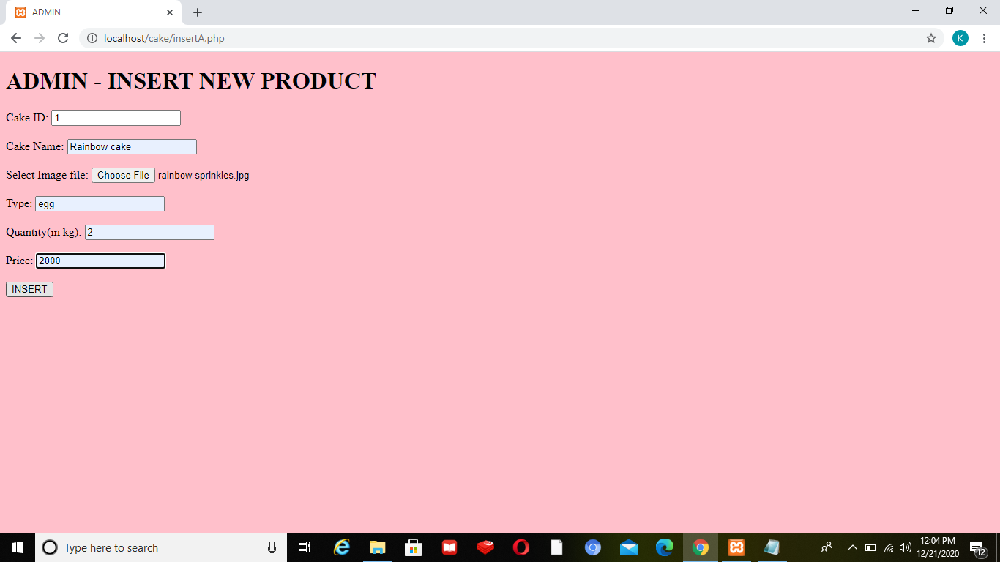 ADMIN
localhost/cake/insertA.php
K
ADMIN - INSERT NEW PRODUCT
Cake ID: 1
Cake Name: Rainbow cake
Select Image file: Choose File rainbow sprinkles.jpg
Type: egg
Quantity(in kg): 2
Price: 2000
INSERT
Type here to search
12:04 PM
12/21/2020
12